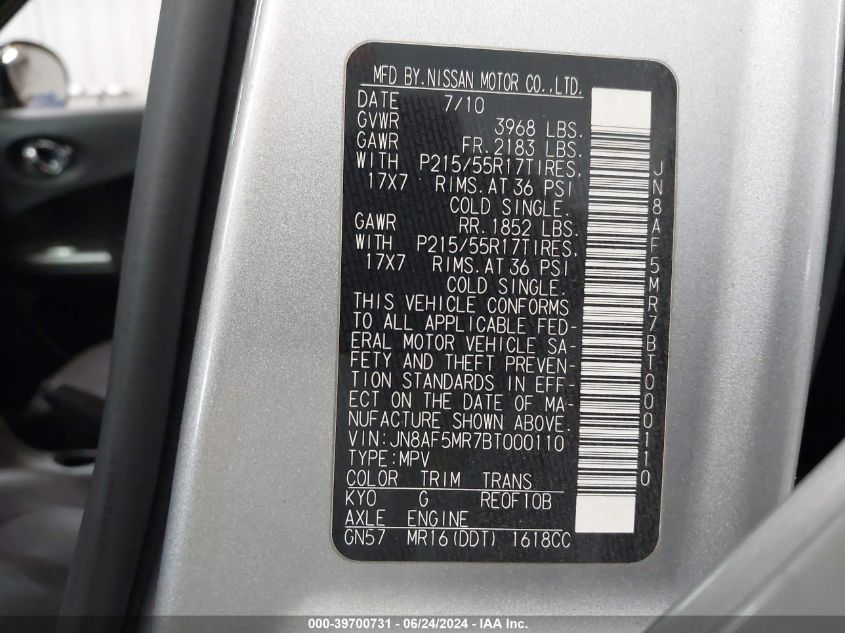 MFD BY.NISSAN MOTOR CO.,LTD.
DATE 7/10
GVWR 3968 LBS.
GAWR FR.2183 LBS.
WITH P215/55R17TIRES,
17X7 RIMS.AT 36 PSI
COLD SINGLE.
GAWR RR.1852 LBS.
WITH P215/55R17TIRES,
17X7 RIMS.AT 36 PSI
COLD SINGLE.
THIS VEHICLE CONFORMS
TO ALL APPLICABLE FED-
ERAL MOTOR VEHICLE SA-
FETY AND THEFT PREVEN-
TION STANDARDS IN EFF-
ECT ON THE DATE OF MA-
NUFACTURE SHOWN ABOVE.
VIN:JN8AF5MR7BT000110
TYPE:MPV
COLOR TRIM TRANS
KY0 G RE0F10B
AXLE ENGINE
GN57 MR16(DDT) 1618CC
JN8AF5MR7BT000110
000-39700731 - 06/24/2024 - IAA Inc.